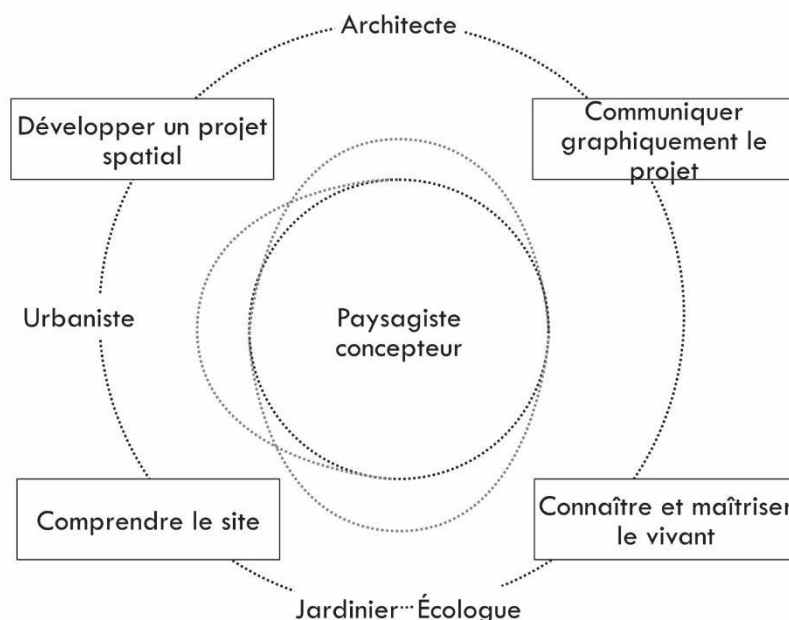 Architecte
Développer un projet
spatial
Communiquer
graphiquement le
projet
Urbaniste
Paysagiste
concepteur
Comprendre le site
Connaître et maîtriser
le vivant
Jardinier Écologue